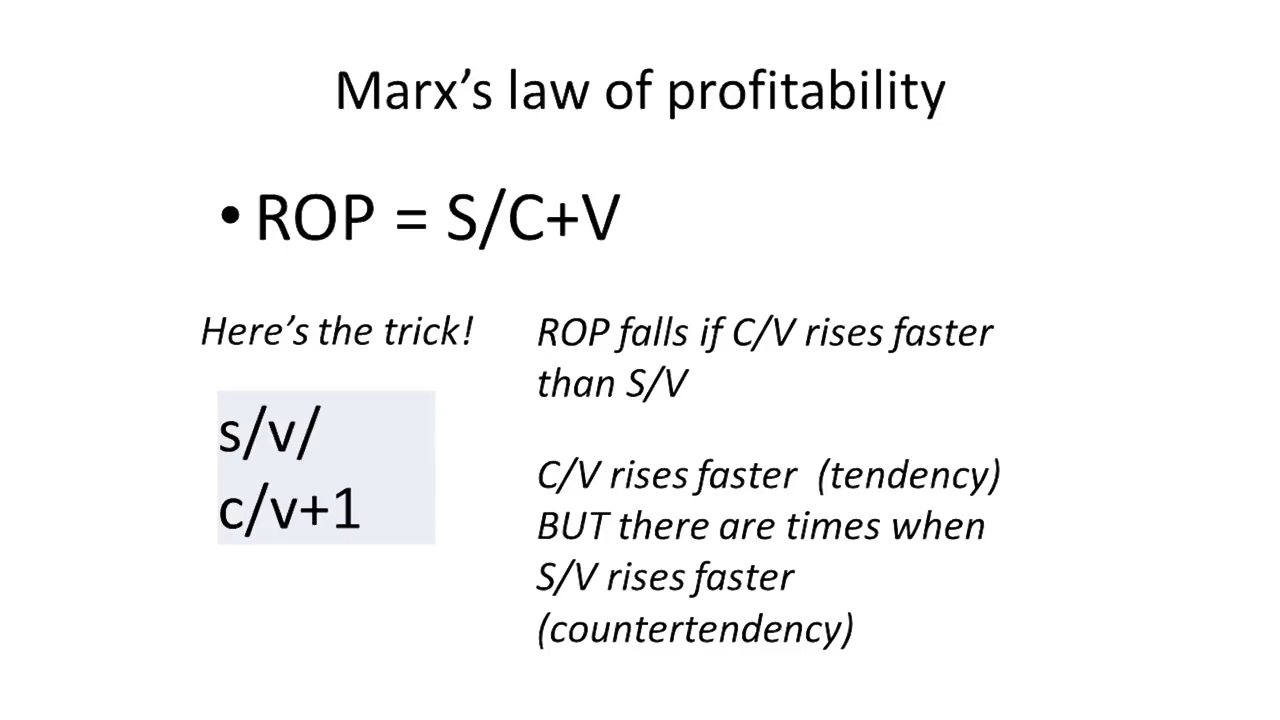 Marx’s law of profitability
• ROP = S/C+V
Here’s the trick!
s/v/
c/v+1
ROP falls if C/V rises faster
than S/V
C/V rises faster (tendency)
BUT there are times when
S/V rises faster
(countertendency)